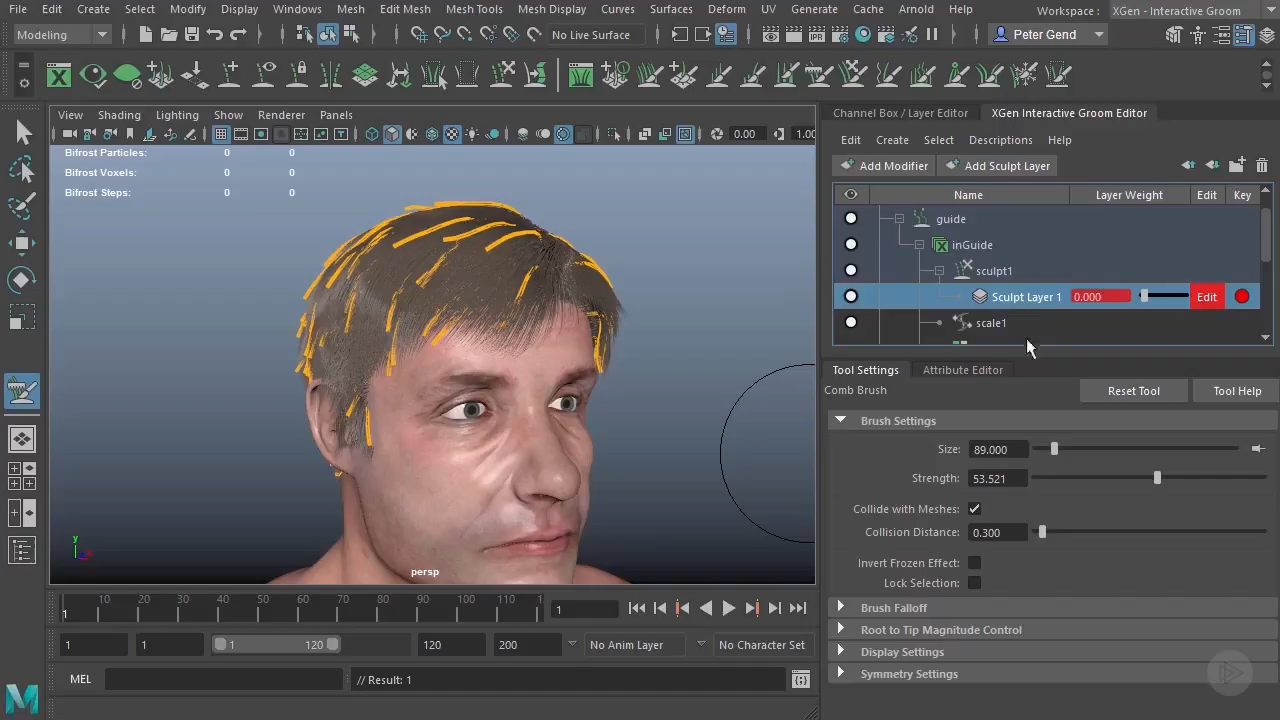 File Edit Create Select Modify Display Windows Mesh Edit Mesh Mesh Tools Mesh Display Curves Surfaces Deform UV Generate Cache Arnold Help Workspace : XGen - Interactive Groom
Modeling No Live Surface Peter Gend
View Shading Lighting Show Renderer Panels
0.00 1.00
Bifrost Particles: 0 0
Bifrost Voxels: 0 0
Bifrost Steps: 0 0
persp
Channel Box / Layer Editor XGen Interactive Groom Editor
Edit Create Select Modify Descriptions Help
Add Modifier Add Sculpt Layer
Name Layer Weight Edit Key
guide
inGuide
sculpt1
Sculpt Layer 1 0.000 Edit
scale1
Tool Settings Attribute Editor
Comb Brush Reset Tool Tool Help
Brush Settings
Size: 89.000
Strength: 53.521
Collide with Meshes:
Collision Distance: 0.300
Invert Frozen Effect:
Lock Selection:
Brush Falloff
Root to Tip Magnitude Control
Display Settings
Symmetry Settings
1 10 20 30 40 50 60 70 80 90 100 110 1
1 1 1 120 120 200 No Anim Layer No Character Set
MEL // Result: 1